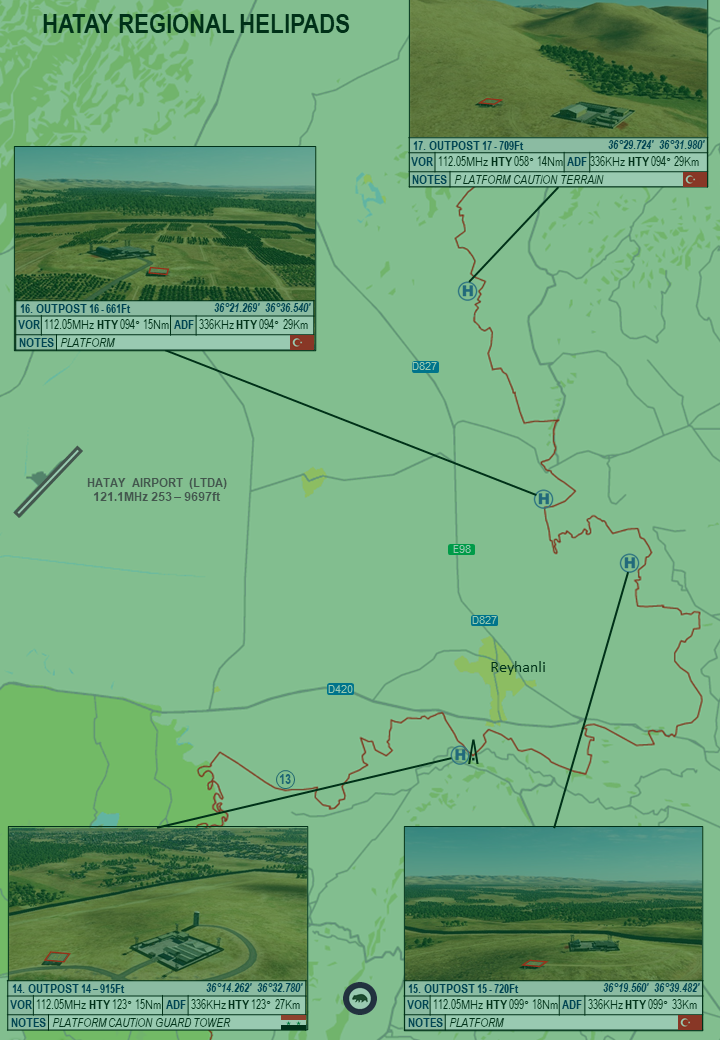 HATAY REGIONAL HELIPADS
17. OUTPOST 17 - 709Ft 36°29.724' 36°31.980'
VOR 112.05MHz HTY 058° 14Nm ADF 336KHz HTY 094° 29Km
NOTES PLATFORM CAUTION TERRAIN
16. OUTPOST 16 - 661Ft 36°21.269' 36°36.540'
VOR 112.05MHz HTY 094° 15Nm ADF 336KHz HTY 094° 29Km
NOTES PLATFORM
H
D827
HATAY AIRPORT (LTDA)
121.1MHz 253 – 9697ft
H
E98
H
D827
Reyhanli
D420
H
13
14. OUTPOST 14 – 915Ft 36°14.262' 36°32.780'
VOR 112.05MHz HTY 123° 15Nm ADF 336KHz HTY 123° 27Km
NOTES PLATFORM CAUTION GUARD TOWER
15. OUTPOST 15 - 720Ft 36°19.560' 36°39.482'
VOR 112.05MHz HTY 099° 18Nm ADF 336KHz HTY 099° 33Km
NOTES PLATFORM